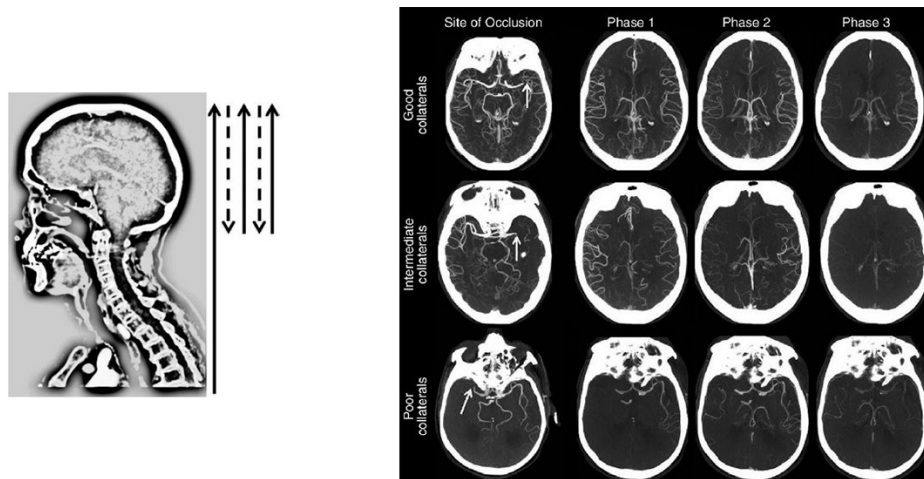 Site of Occlusion
Phase 1
Phase 2
Phase 3
Good
collaterals
Intermediate
collaterals
Poor
collaterals